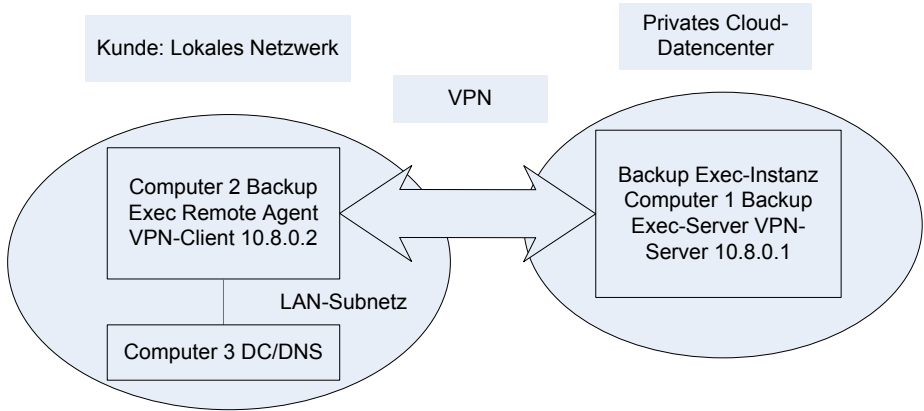 Kunde: Lokales Netzwerk
Privates Cloud-
Datencenter
VPN
Computer 2 Backup
Exec Remote Agent
VPN-Client 10.8.0.2
Backup Exec-Instanz
Computer 1 Backup
Exec-Server VPN-
Server 10.8.0.1
LAN-Subnetz
Computer 3 DC/DNS